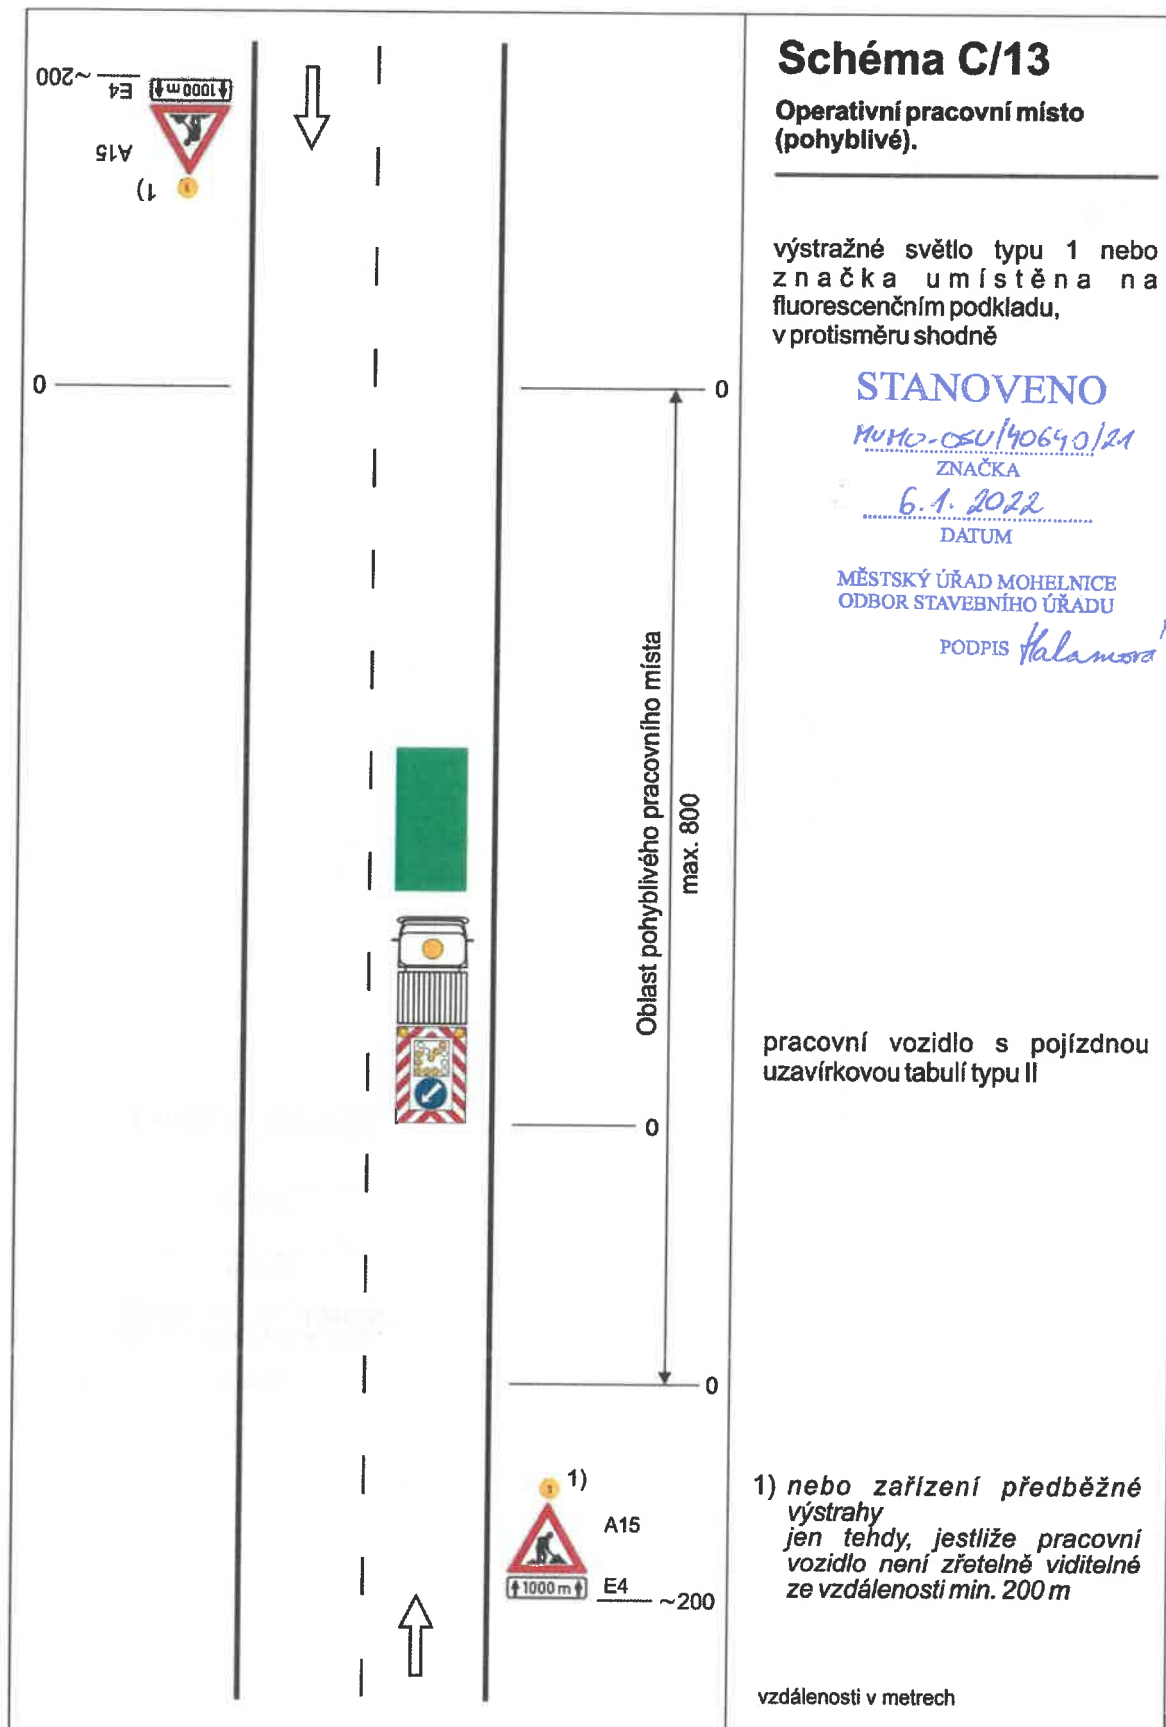 Schéma C/13
Operativní pracovní místo
(pohyblivé).
výstražné světlo typu 1 nebo
značka umístěna na
fluorescenčním podkladu,
v protisměru shodně
STANOVENO
MUMO-OSU/40640/21
ZNAČKA
6.1.2022
DATUM
MĚSTSKÝ ÚŘAD MOHELNICE
ODBOR STAVEBNÍHO ÚŘADU
PODPIS
~200
E4
1000 m
A15
1)
0
0
Oblast pohyblivého pracovního místa
max. 800
pracovní vozidlo s pojízdnou
uzavírkovou tabulí typu II
0
0
1
1)
A15
1000 m
E4
~200
1) nebo zařízení předběžné
výstrahy
jen tehdy, jestliže pracovní
vozidlo není zřetelně viditelné
ze vzdálenosti min. 200 m
vzdálenosti v metrech